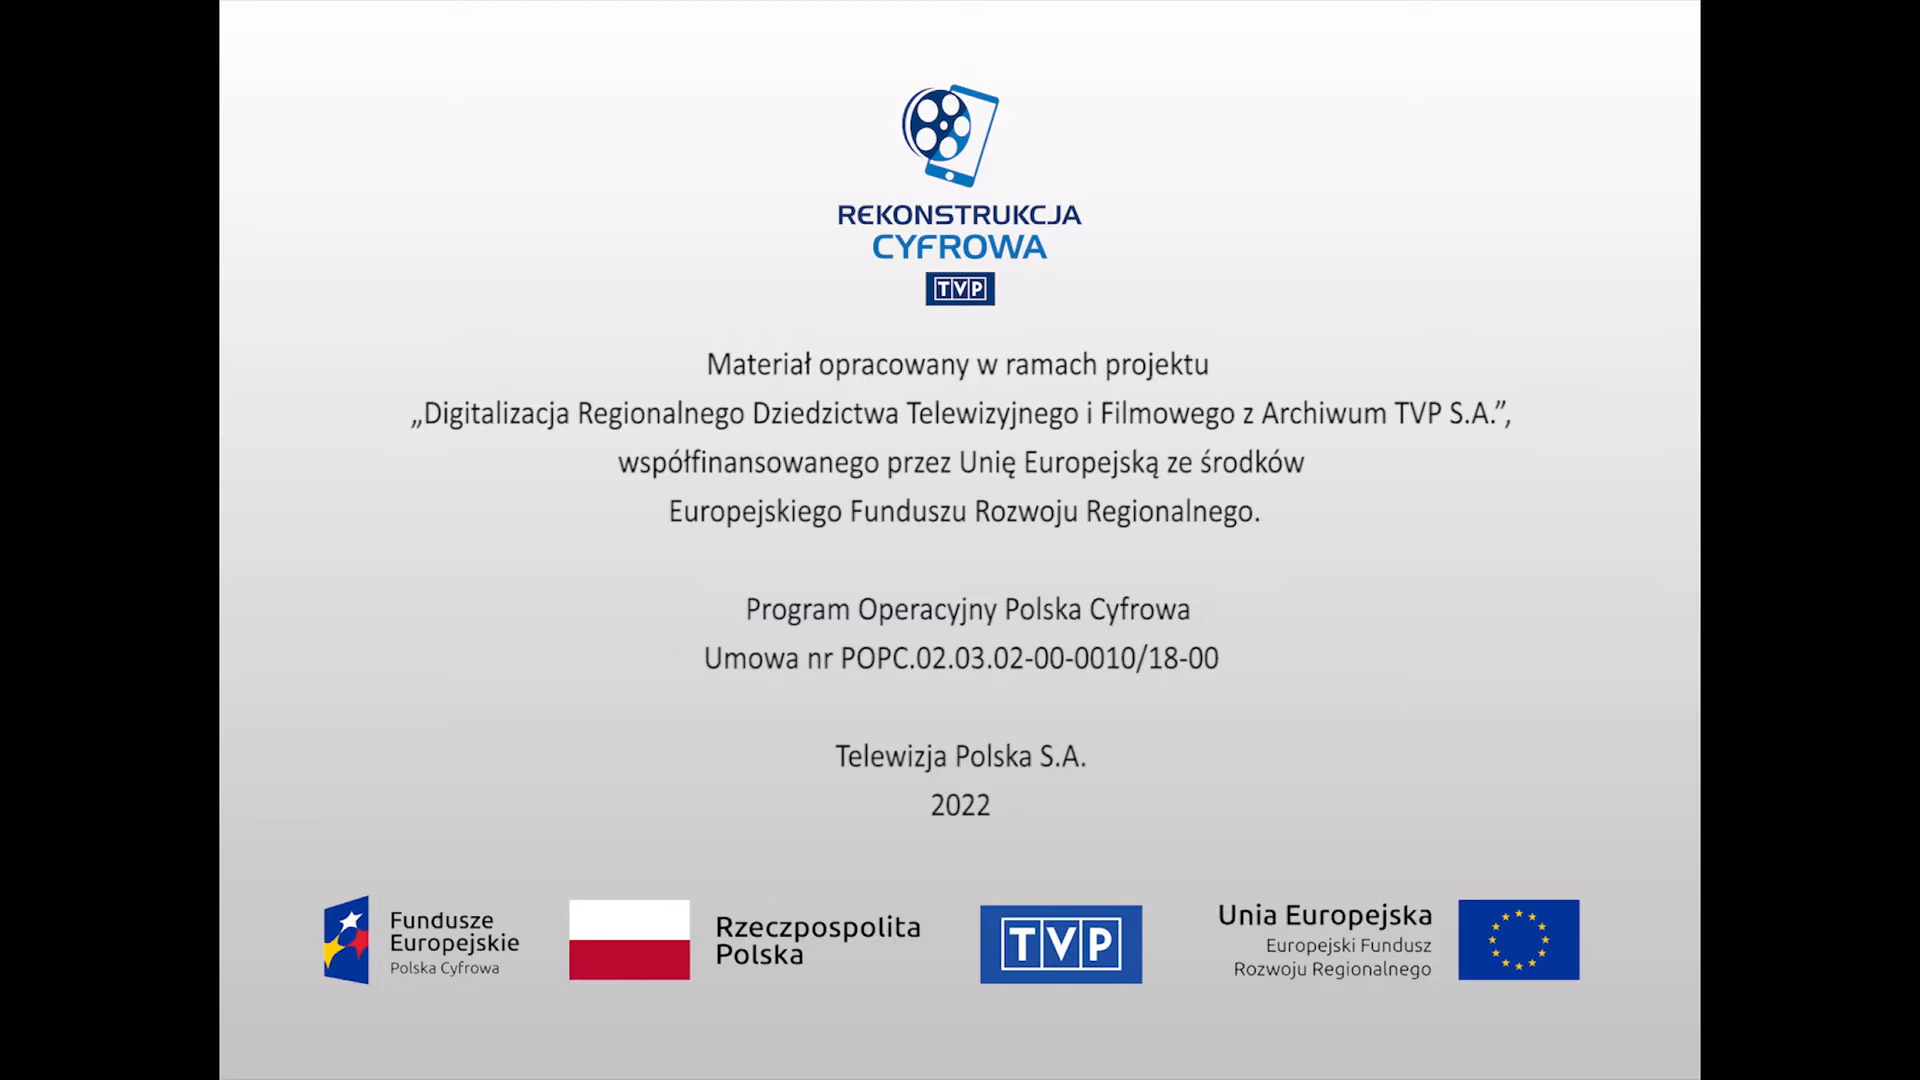 REKONSTRUKCJA
CYFROWA
TVP
Materiał opracowany w ramach projektu
„Digitalizacja Regionalnego Dziedzictwa Telewizyjnego i Filmowego z Archiwum TVP S.A.”,
współfinansowanego przez Unię Europejską ze środków
Europejskiego Funduszu Rozwoju Regionalnego.
Program Operacyjny Polska Cyfrowa
Umowa nr POPC.02.03.02-00-0010/18-00
Telewizja Polska S.A.
2022
Fundusze
Europejskie
Polska Cyfrowa
Rzeczpospolita
Polska
TVP
Unia Europejska
Europejski Fundusz
Rozwoju Regionalnego